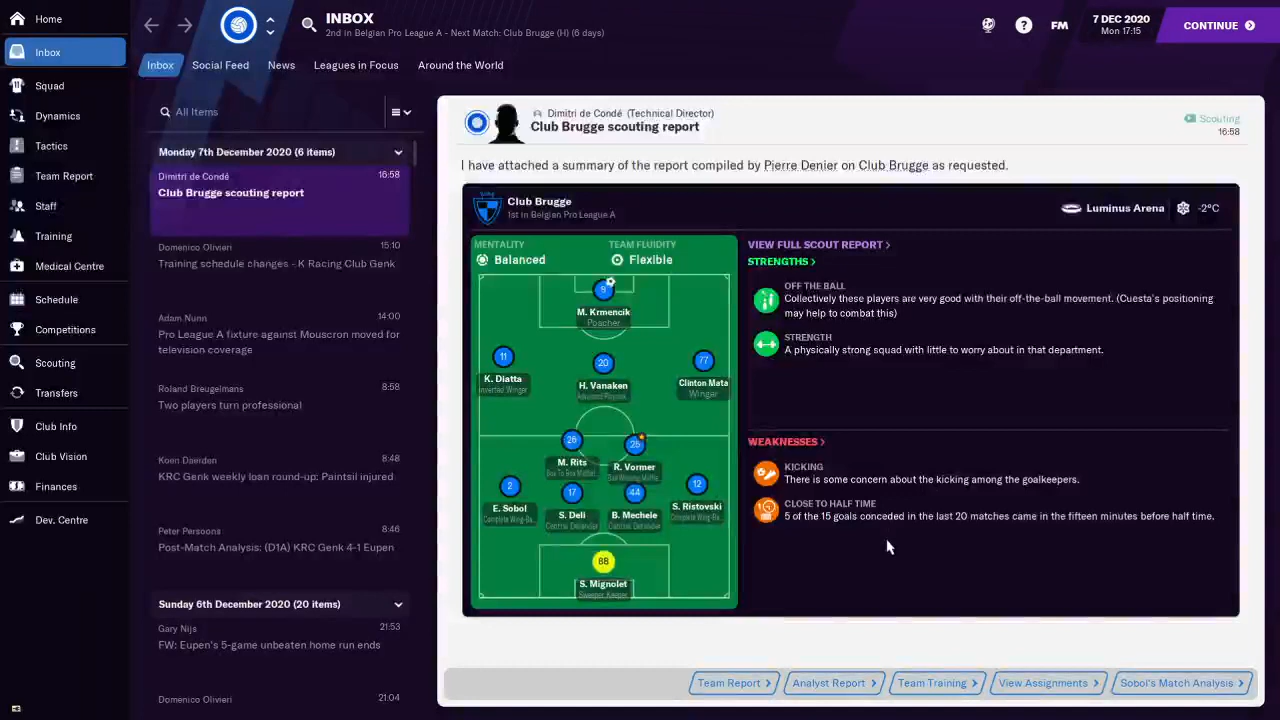 Home
Inbox
Squad
Dynamics
Tactics
Team Report
Staff
Training
Medical Centre
Schedule
Competitions
Scouting
Transfers
Club Info
Club Vision
Finances
Dev. Centre
INBOX
2nd in Belgian Pro League A - Next Match: Club Brugge (H) (6 days)
FM
7 DEC 2020
Mon 17:15
CONTINUE
Inbox
Social Feed
News
Leagues in Focus
Around the World
All Items
Monday 7th December 2020 (6 items)
Dimitri de Condé 16:58
Club Brugge scouting report
Domenico Olivieri 15:10
Training schedule changes - K Racing Club Genk
Adam Nunn 14:00
Pro League A fixture against Mouscron moved for
television coverage
Roland Breugelmans 8:58
Two players turn professional
Koen Daerden 8:48
KRC Genk weekly loan round-up: Paintsil injured
Peter Persoons 8:46
Post-Match Analysis: (D1A) KRC Genk 4-1 Eupen
Sunday 6th December 2020 (20 items)
Gary Nijs 21:53
FW: Eupen's 5-game unbeaten home run ends
Domenico Olivieri 21:04
Dimitri de Condé (Technical Director)
Club Brugge scouting report
Scouting
16:58
I have attached a summary of the report compiled by Pierre Denier on Club Brugge as requested.
Club Brugge
1st in Belgian Pro League A
Luminus Arena
-2°C
MENTALITY
Balanced
TEAM FLUIDITY
Flexible
9
M. Krmencik
Poacher
11
K. Diatta
Inverted Winger
20
H. Vanaken
77
Clinton Mata
Winger
26
M. Rits
25
R. Vormer
2
E. Sobol
Complete Wing-Ba...
17
S. Deli
Central Defender
44
B. Mechele
Central Defender
12
S. Ristovski
Complete Wing-Ba...
88
S. Mignolet
Sweeper Keeper
VIEW FULL SCOUT REPORT >
STRENGTHS >
OFF THE BALL
Collectively these players are very good with their off-the-ball movement. (Cuesta's positioning
may help to combat this)
STRENGTH
A physically strong squad with little to worry about in that department.
WEAKNESSES >
KICKING
There is some concern about the kicking among the goalkeepers.
CLOSE TO HALF TIME
5 of the 15 goals conceded in the last 20 matches came in the fifteen minutes before half time.
Team Report >
Analyst Report >
Team Training >
View Assignments >
Sobol's Match Analysis >